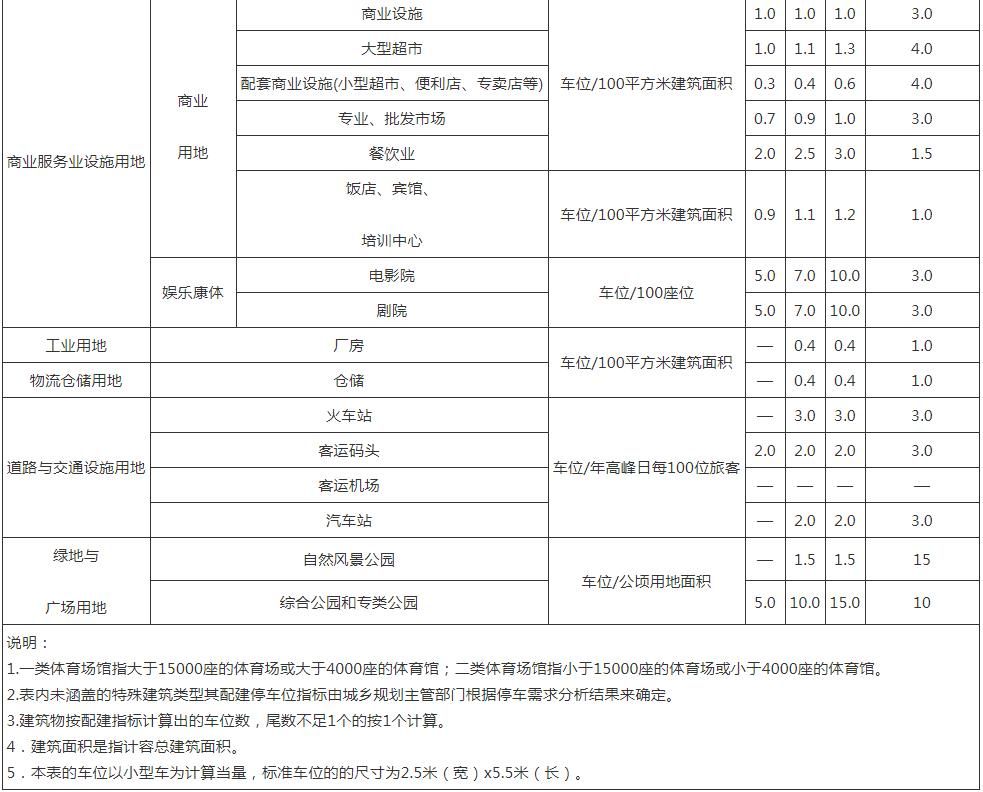 商业服务业设施用地 商业 用地 商业设施 车位/100平方米建筑面积 1.0 1.0 1.0 3.0
大型超市 1.0 1.1 1.3 4.0
配套商业设施(小型超市、便利店、专卖店等) 0.3 0.4 0.6 4.0
专业、批发市场 0.7 0.9 1.0 3.0
餐饮业 2.0 2.5 3.0 1.5
饭店、宾馆、
培训中心 车位/100平方米建筑面积 0.9 1.1 1.2 1.0
娱乐康体 电影院 车位/100座位 5.0 7.0 10.0 3.0
剧院 5.0 7.0 10.0 3.0
工业用地 厂房 车位/100平方米建筑面积 — 0.4 0.4 1.0
物流仓储用地 仓储 — 0.4 0.4 1.0
道路与交通设施用地 火车站 车位/年高峰日每100位旅客 — 3.0 3.0 3.0
客运码头 2.0 2.0 2.0 3.0
客运机场 — — — —
汽车站 — 2.0 2.0 3.0
绿地与
广场用地 自然风景公园 车位/公顷用地面积 — 1.5 1.5 15
综合公园和专类公园 5.0 10.0 15.0 10
说明：
1.一类体育场馆指大于15000座的体育场或大于4000座的体育馆；二类体育场馆指小于15000座的体育场或小于4000座的体育馆。
2.表内未涵盖的特殊建筑类型其配建停车位指标由城乡规划主管部门根据停车需求分析结果来确定。
3.建筑物按配建指标计算出的车位数，尾数不足1个的按1个计算。
4．建筑面积是指计容总建筑面积。
5．本表的车位以小型车为计算当量，标准车位的的尺寸为2.5米（宽）x5.5米（长）。